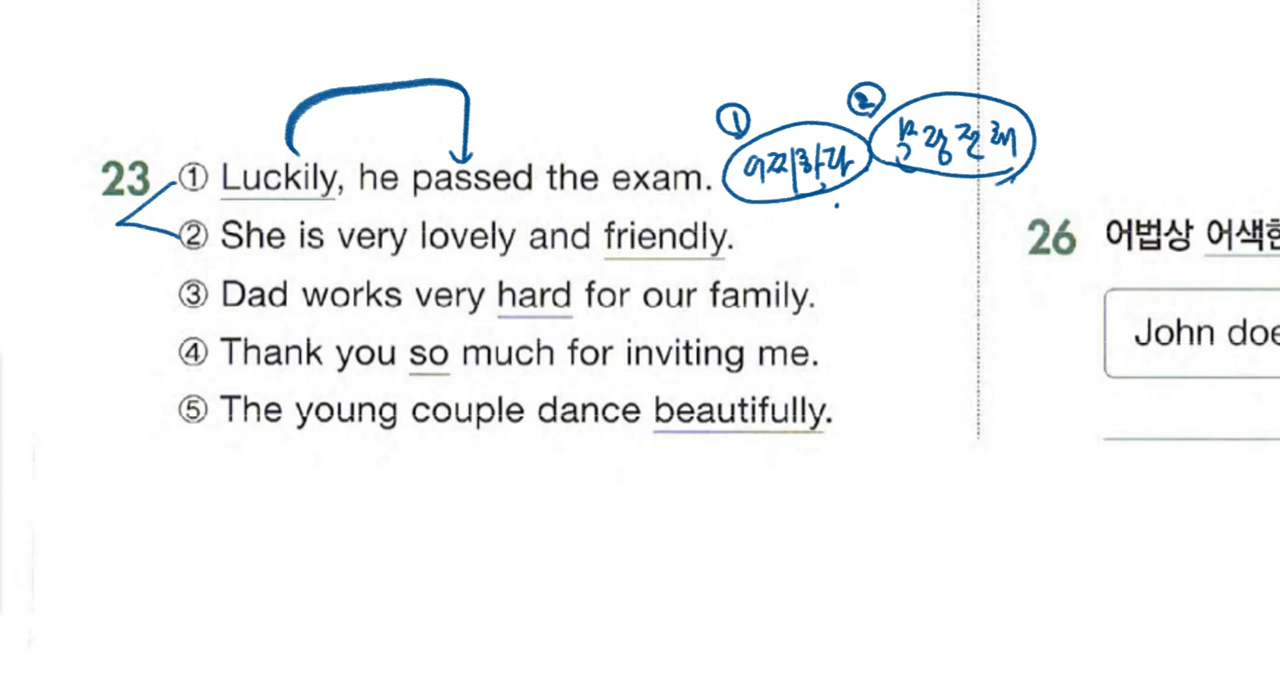 ① ②
어찌하다 문장전체
23 ① Luckily, he passed the exam.
② She is very lovely and friendly.
③ Dad works very hard for our family.
④ Thank you so much for inviting me.
⑤ The young couple dance beautifully.
26 어법상 어색한
John doe